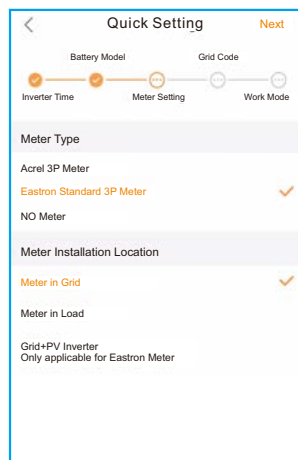 Quick Setting
Next
Battery Model
Grid Code
Inverter Time
Meter Setting
Work Mode
Meter Type
Acrel 3P Meter
Eastron Standard 3P Meter
NO Meter
Meter Installation Location
Meter in Grid
Meter in Load
Grid+PV Inverter
Only applicable for Eastron Meter